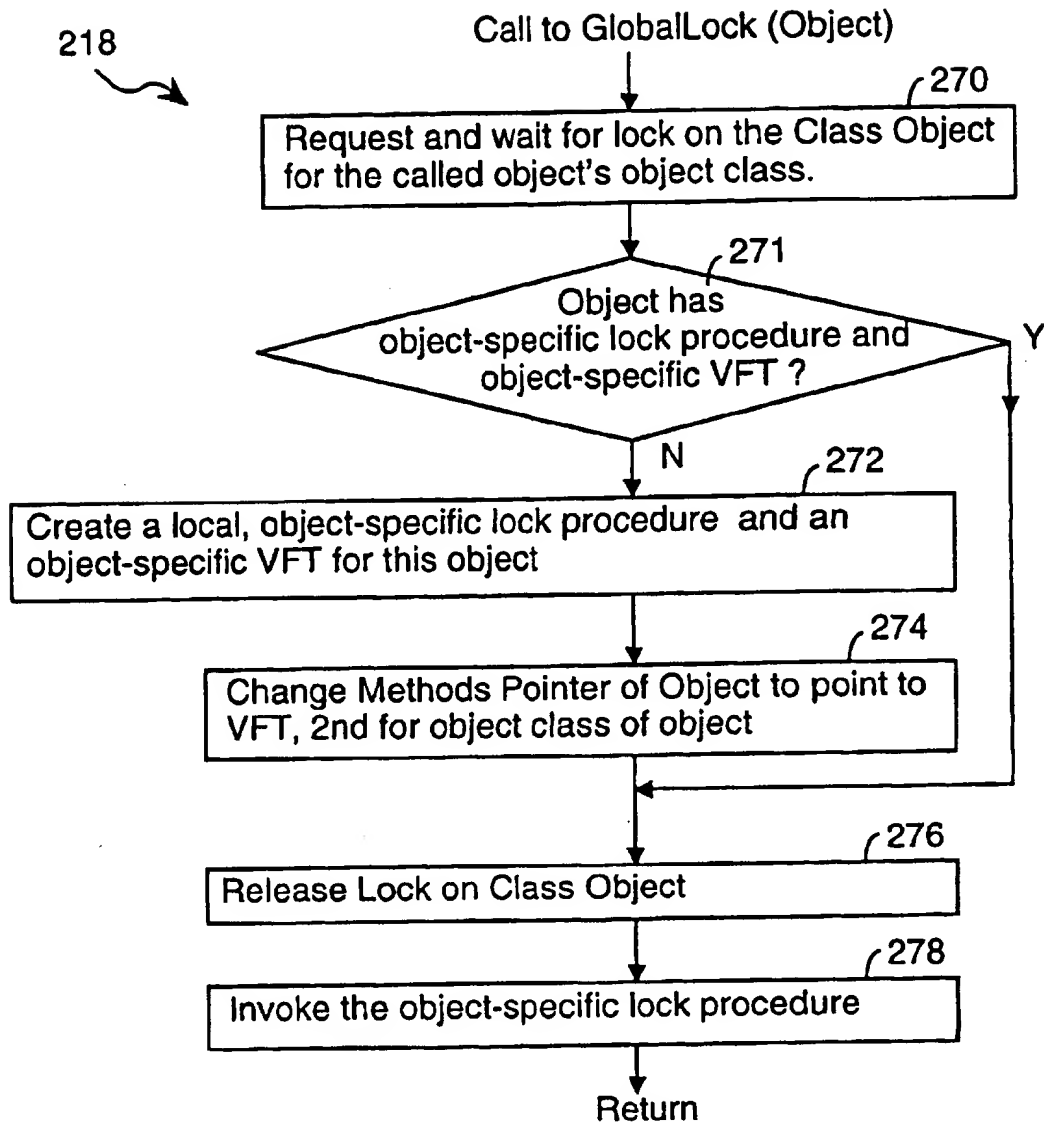 218
Call to GlobalLock (Object)
270
Request and wait for lock on the Class Object
for the called object's object class.
271
Object has
object-specific lock procedure and
object-specific VFT ?
Y
N
272
Create a local, object-specific lock procedure and an
object-specific VFT for this object
274
Change Methods Pointer of Object to point to
VFT, 2nd for object class of object
276
Release Lock on Class Object
278
Invoke the object-specific lock procedure
Return